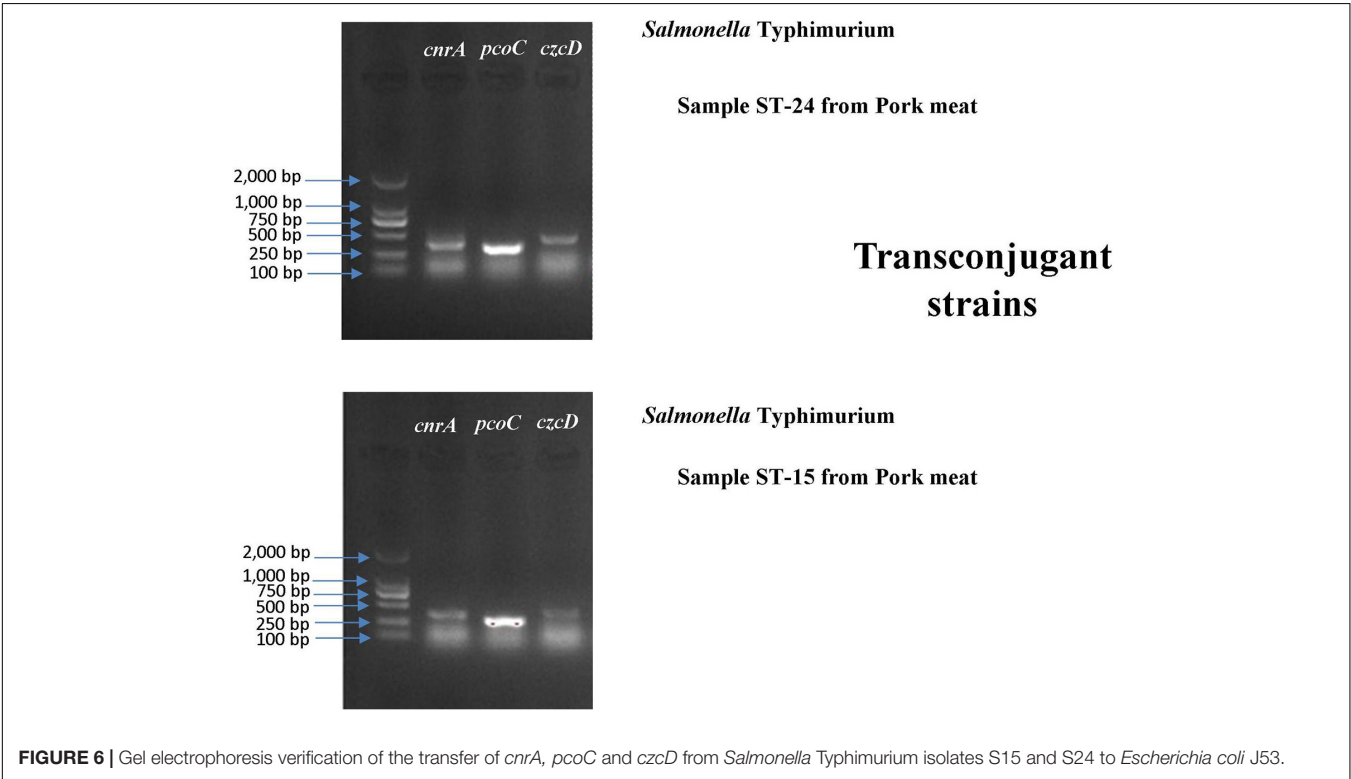 cnrA pcoC czcD
Salmonella Typhimurium
Sample ST-24 from Pork meat
2,000 bp
1,000 bp
750 bp
500 bp
250 bp
100 bp
Transconjugant
strains
cnrA pcoC czcD
Salmonella Typhimurium
Sample ST-15 from Pork meat
2,000 bp
1,000 bp
750 bp
500 bp
250 bp
100 bp
FIGURE 6 | Gel electrophoresis verification of the transfer of cnrA, pcoC and czcD from Salmonella Typhimurium isolates S15 and S24 to Escherichia coli J53.